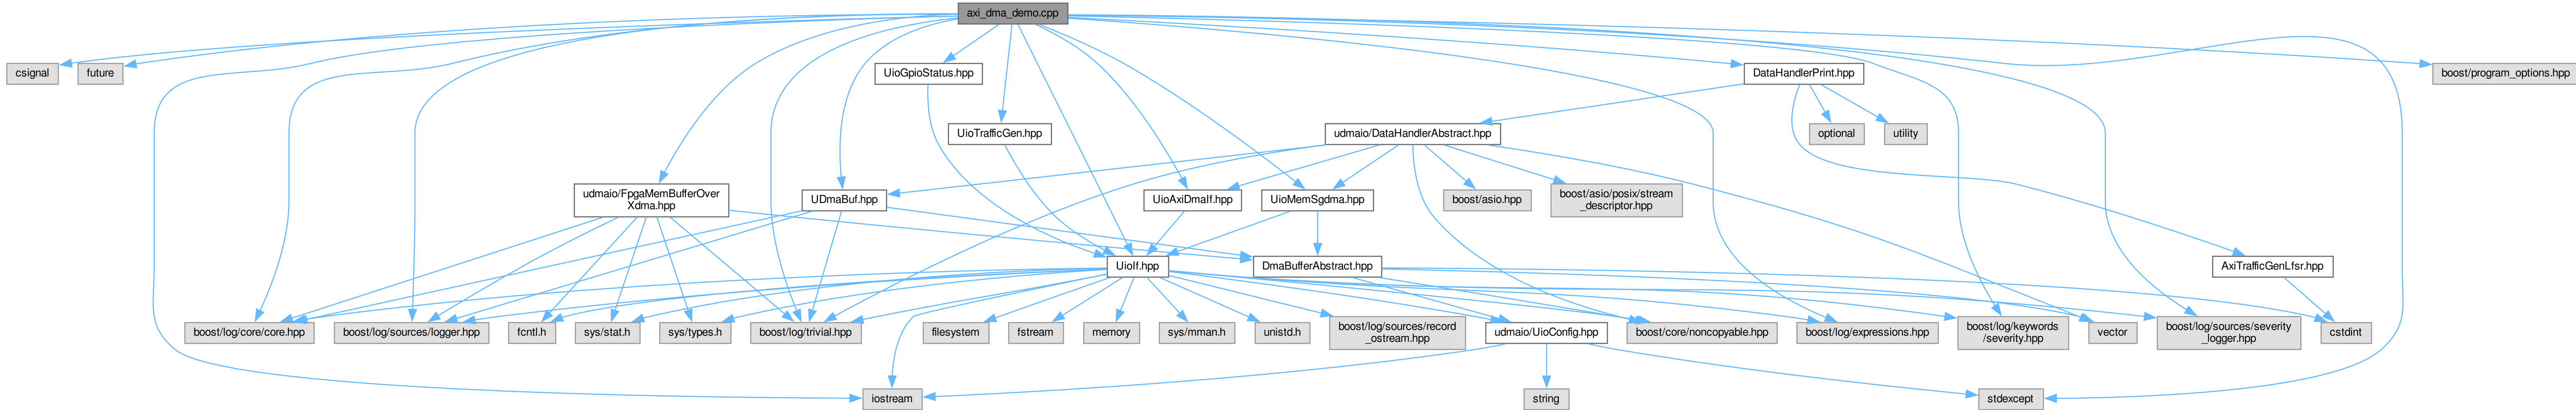 axi_dma_demo.cpp
csignal
future
UioGpioStatus.hpp
DataHandlerPrint.hpp
boost/program_options.hpp
UioTrafficGen.hpp
udmaio/DataHandlerAbstract.hpp
optional
utility
udmaio/FpgaMemBufferOver
Xdma.hpp
UDmaBuf.hpp
UioAxiDmaIf.hpp
UioMemSgdma.hpp
boost/asio.hpp
boost/asio/posix/stream
_descriptor.hpp
UioIf.hpp
DmaBufferAbstract.hpp
AxiTrafficGenLfsr.hpp
boost/log/core/core.hpp
boost/log/sources/logger.hpp
fcntl.h
sys/stat.h
sys/types.h
boost/log/trivial.hpp
filesystem
fstream
memory
sys/mman.h
unistd.h
boost/log/sources/record
_ostream.hpp
udmaio/UioConfig.hpp
boost/core/noncopyable.hpp
boost/log/expressions.hpp
boost/log/keywords
/severity.hpp
vector
boost/log/sources/severity
_logger.hpp
cstdint
iostream
string
stdexcept